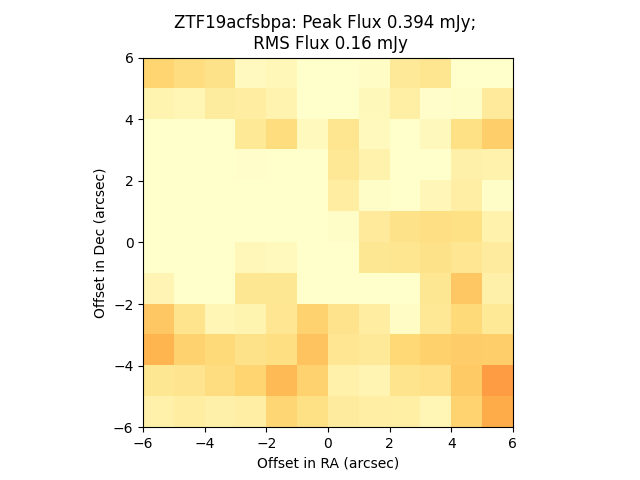 ZTF19acfsbpa: Peak Flux 0.394 mJy;
RMS Flux 0.16 mJy
6
4
2
0
−2
−4
−6
Offset in Dec (arcsec)
−6 −4 −2 0 2 4 6
Offset in RA (arcsec)